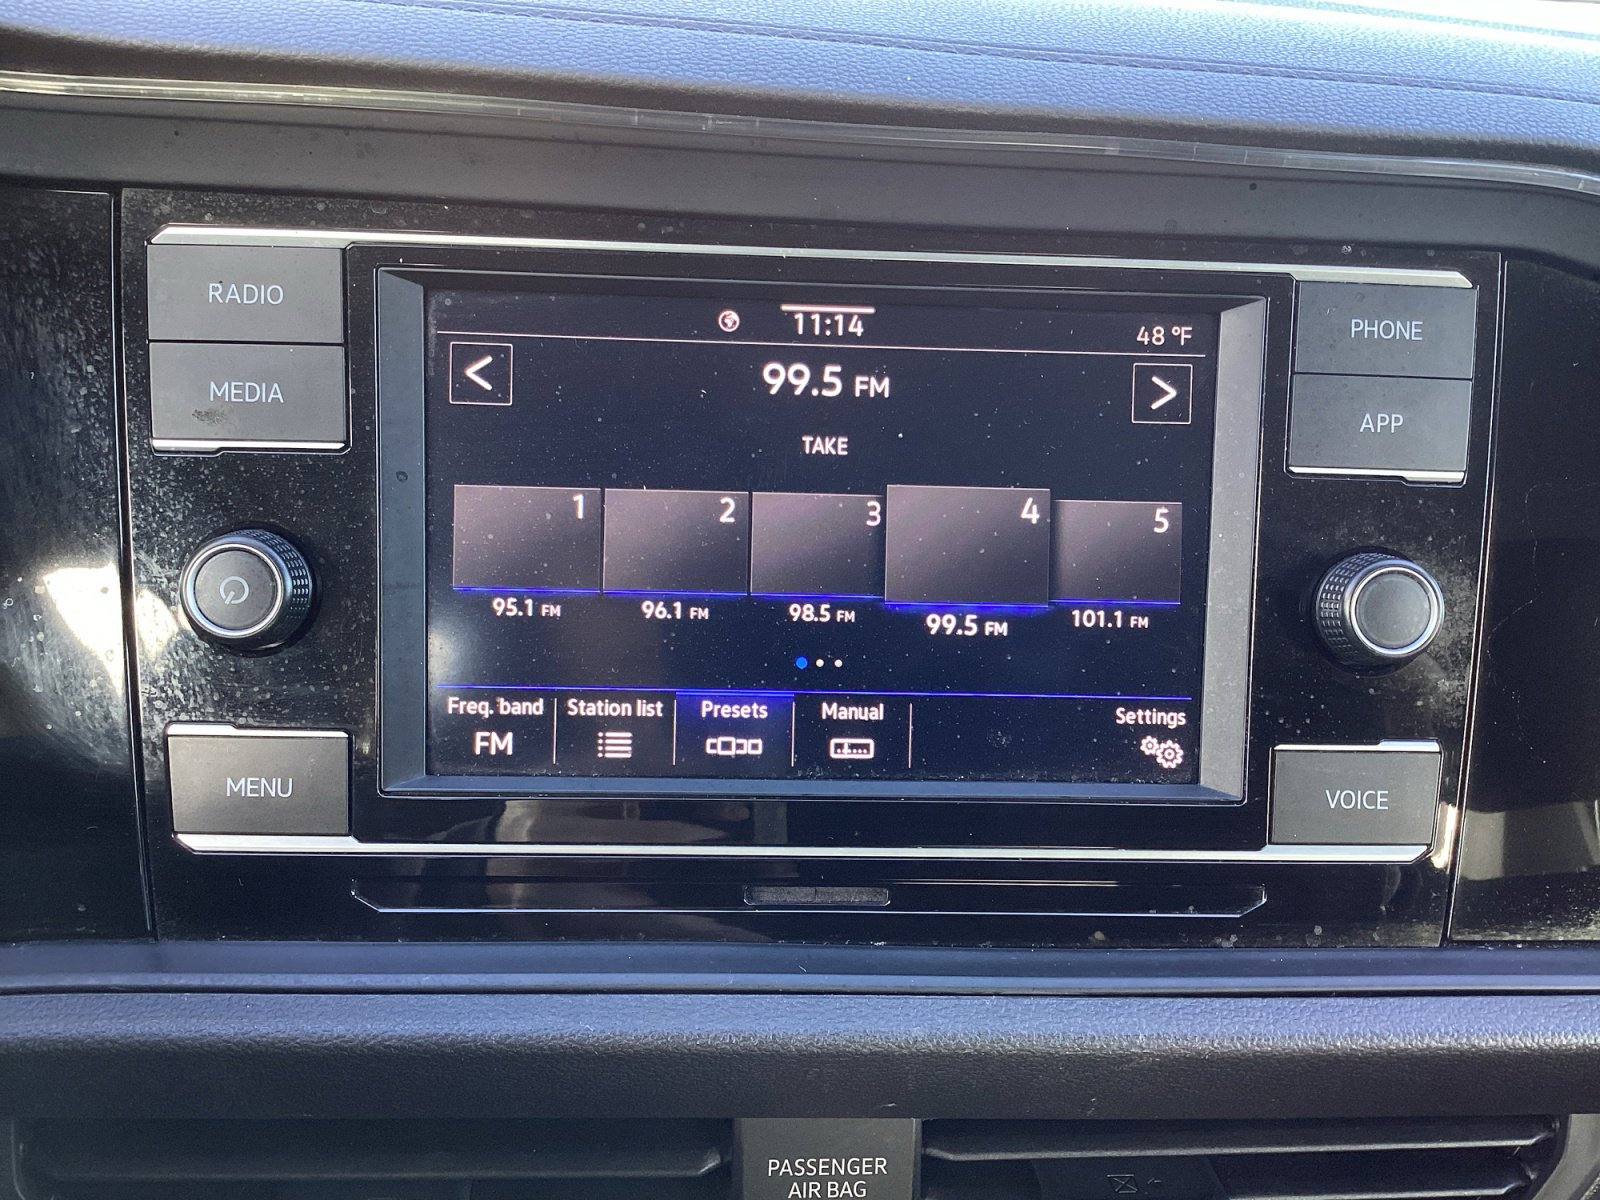 RADIO
MEDIA
MENU
11:14
48 °F
<
99.5 FM
>
TAKE
1
2
3
4
5
95.1 FM
96.1 FM
98.5 FM
99.5 FM
101.1 FM
Freq. band
FM
Station list
Presets
Manual
Settings
PHONE
APP
VOICE
PASSENGER
AIR BAG